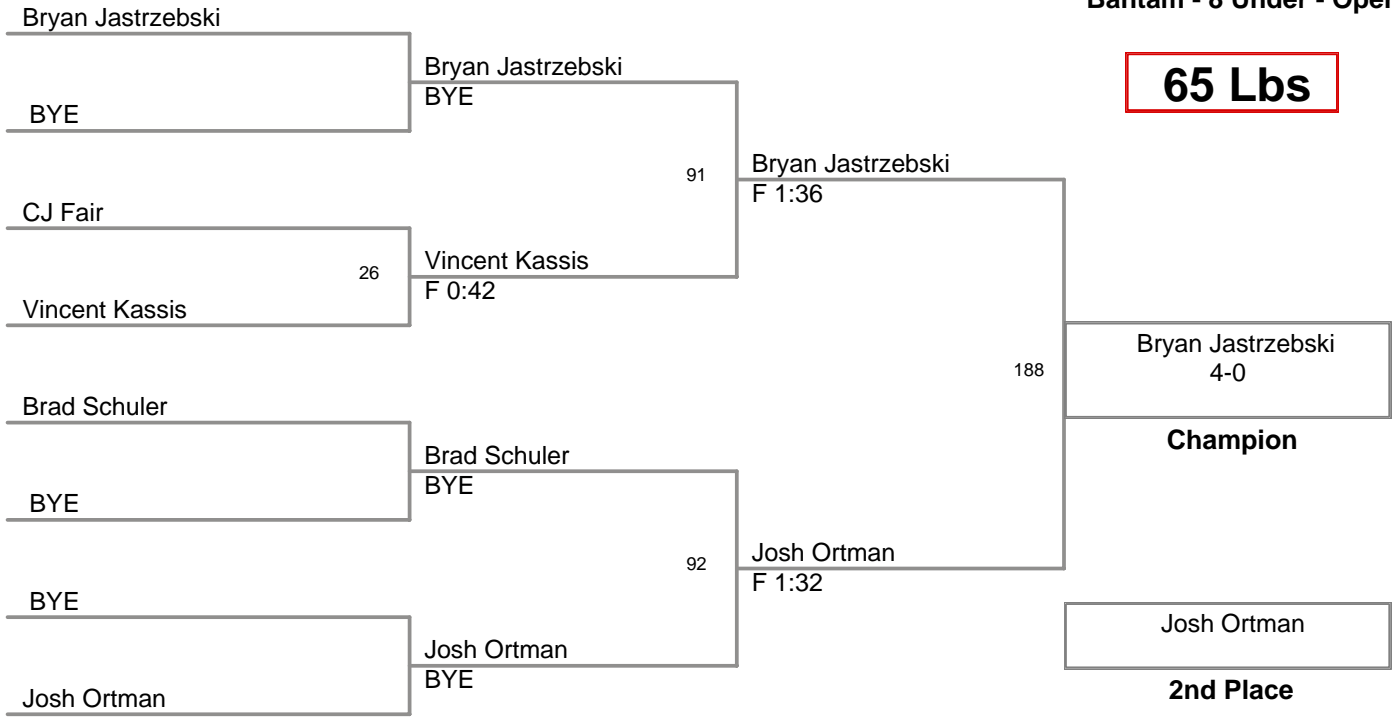 Bantam - 8 Under -
65 Lbs
Bryan Jastrzebski
BYE
CJ Fair
26
Vincent Kassis
Brad Schuler
BYE
BYE
Josh Ortman
Bryan Jastrzebski
BYE
91
Vincent Kassis
F 0:42
Brad Schuler
BYE
92
Josh Ortman
BYE
Bryan Jastrzebski
F 1:36
188
Josh Ortman
F 1:32
Bryan Jastrzebski
4-0
Champion
Josh Ortman
2nd Place